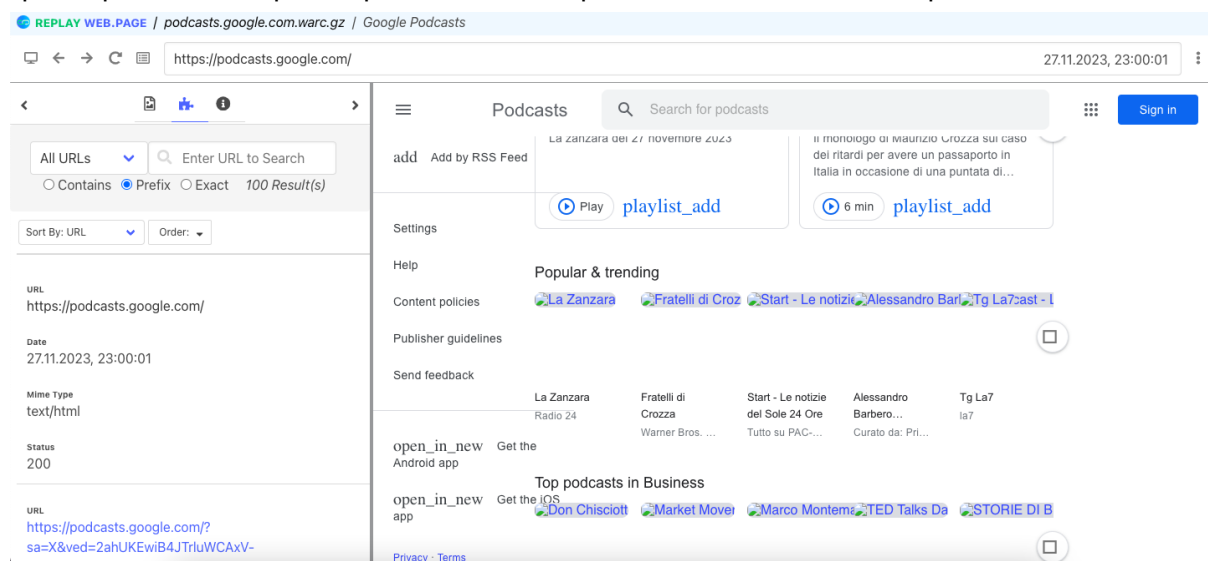 REPLAY WEB.PAGE / podcasts.google.com.warc.gz / Google Podcasts
https://podcasts.google.com/
27.11.2023, 23:00:01
All URLs
Enter URL to Search
Contains Prefix Exact 100 Result(s)
Sort By: URL
Order:
URL
https://podcasts.google.com/
Date
27.11.2023, 23:00:01
Mime Type
text/html
Status
200
URL
https://podcasts.google.com/?
sa=X&ved=2ahUKEwiB4JTrluWCAxV-
Podcasts
Search for podcasts
Sign in
add Add by RSS Feed
Settings
Help
Content policies
Publisher guidelines
Send feedback
open_in_new Get the
Android app
open_in_new Get the iOS
app
Privacy · Terms
La zanzara del 27 novembre 2023
Play playlist_add
Il monologo di Maurizio Crozza sul caso
dei ritardi per avere un passaporto in
Italia in occasione di una puntata di…
6 min playlist_add
Popular & trending
La Zanzara
Fratelli di Croz
Start - Le notizie
Alessandro Barl
Tg La7
cast - L
La Zanzara
Radio 24
Fratelli di
Crozza
Warner Bros. …
Start - Le notizie
del Sole 24 Ore
Tutto su PAC-…
Alessandro
Barbero…
Curato da: Pri…
Tg La7
la7
Top podcasts in Business
Don Chisciott
Market Mover
Marco Montema
TED Talks Da
STORIE DI B